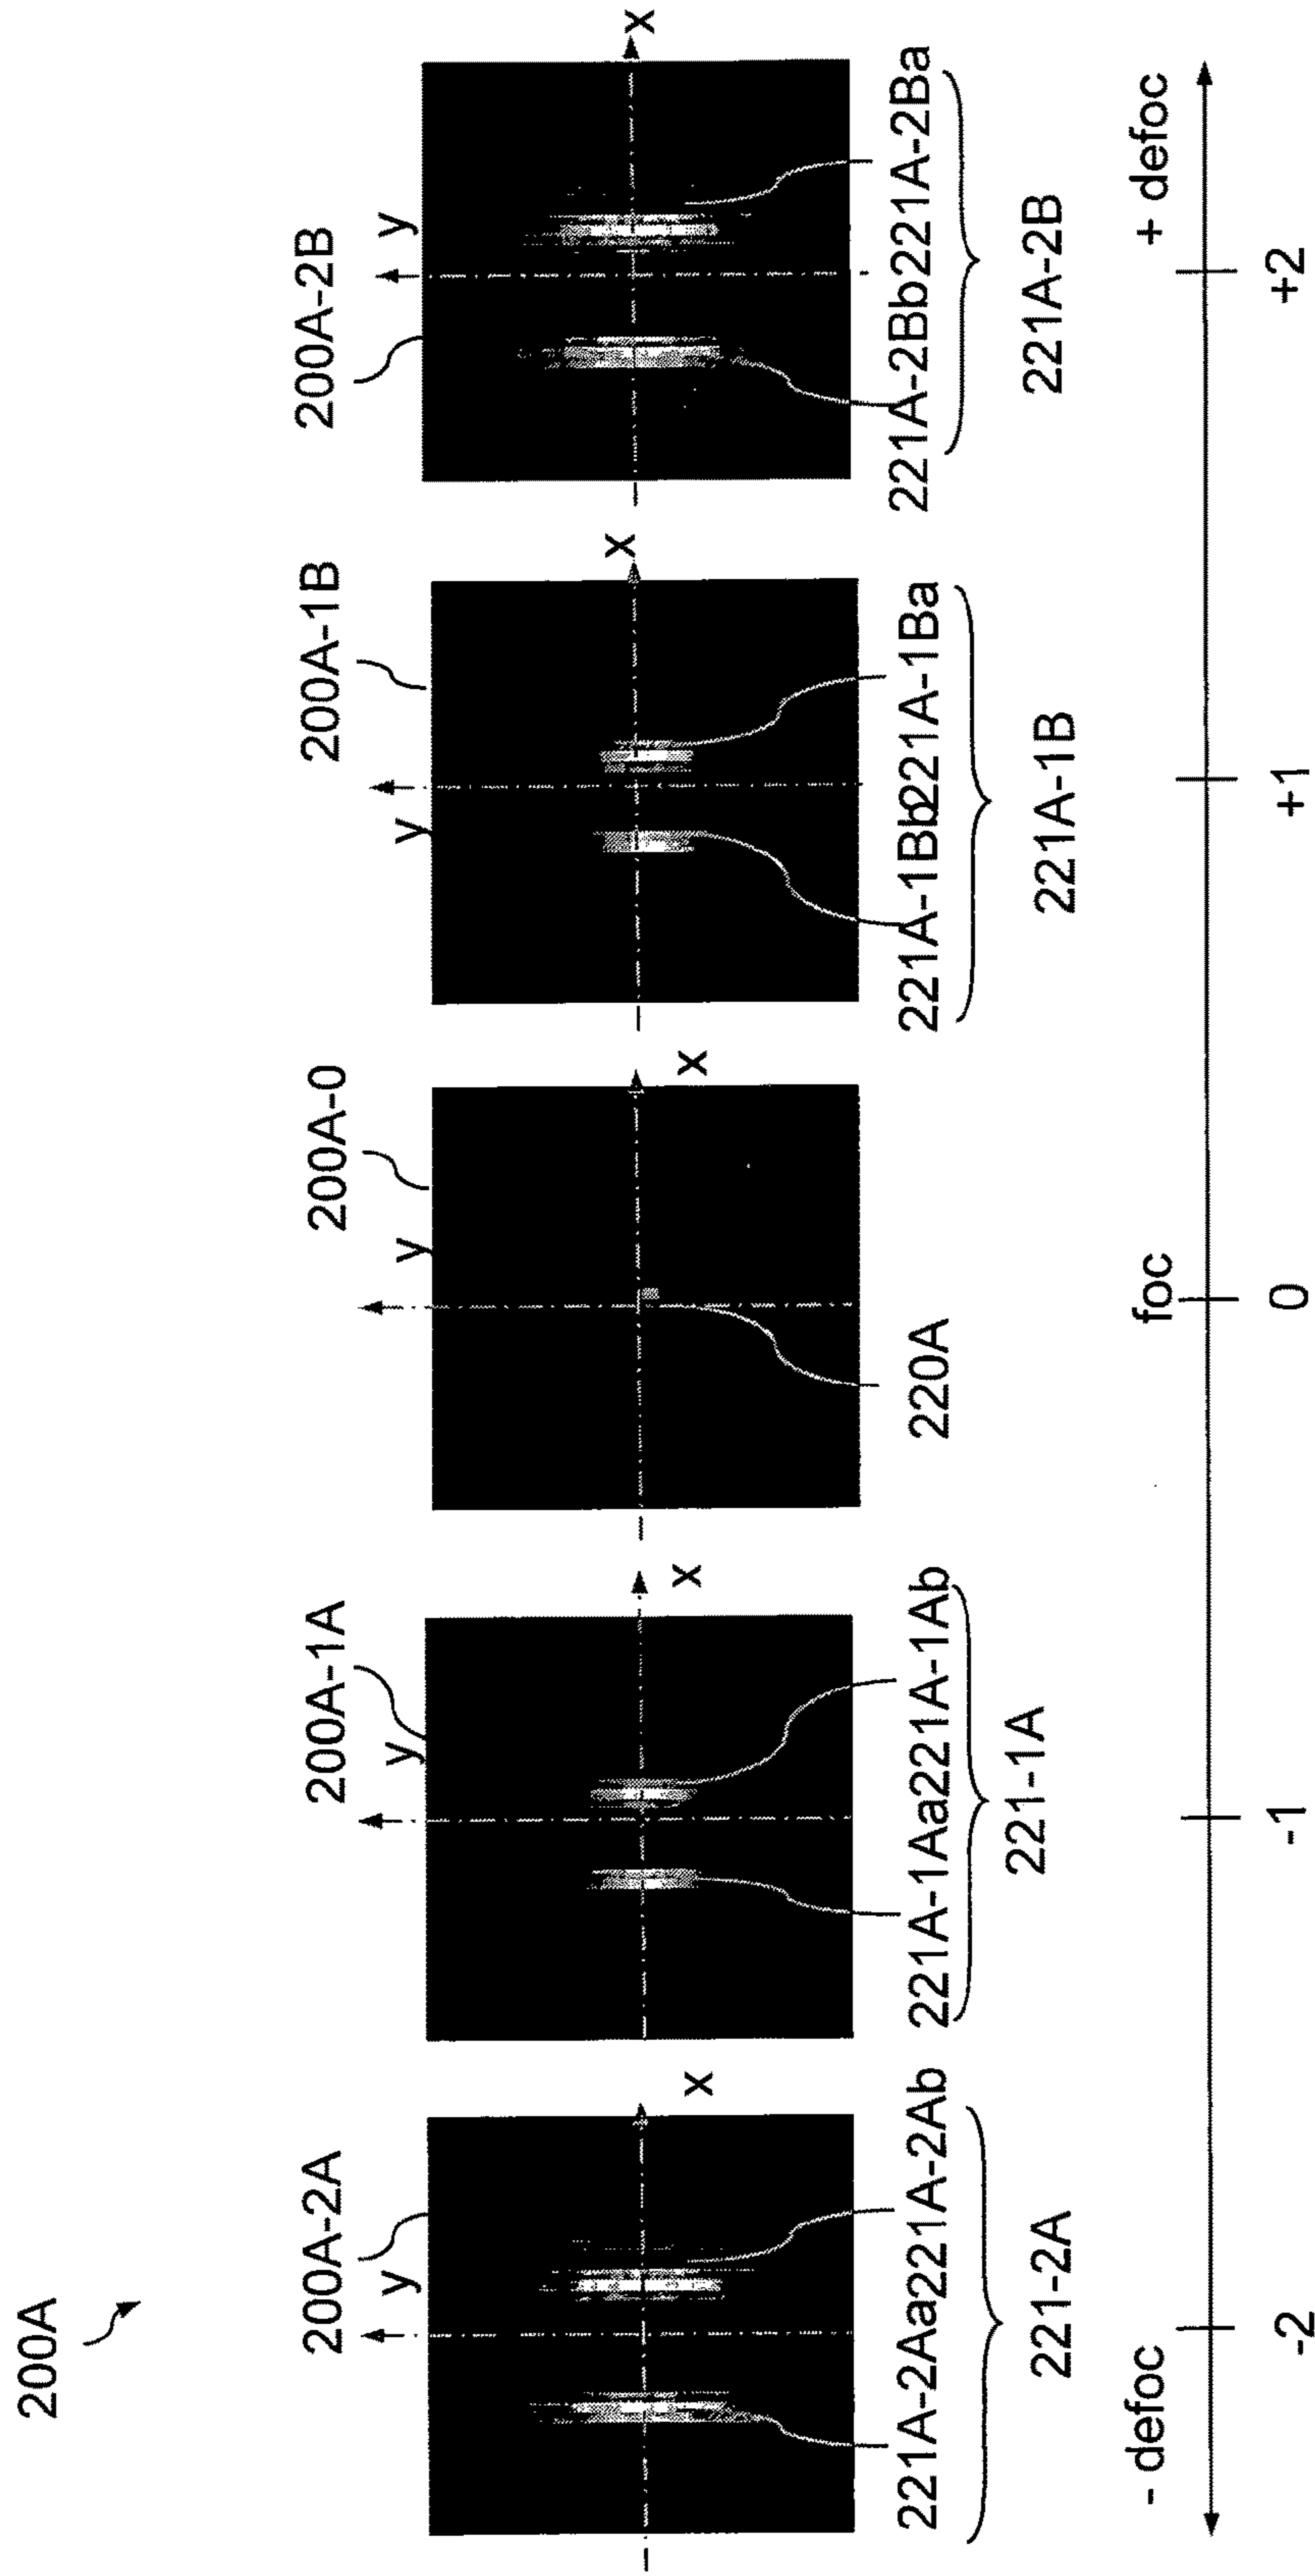 200A
200A-2A
200A-1A
200A-0
200A-1B
200A-2B
y
y
y
y
y
x
x
x
x
x
221A-2Aa
221A-2Ab
221A-1Aa
221A-1Ab
220A
221A-1Bb
221A-1Ba
221A-2Bb
221A-2Ba
221-2A
221-1A
221A-1B
221A-2B
- defoc
foc
+ defoc
-2
-1
0
+1
+2